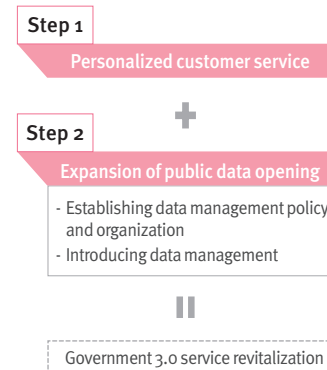 Step 1
Personalized customer service
+
Step 2
Expansion of public data opening
- Establishing data management policy
and organization
- Introducing data management
Government 3.0 service revitalization